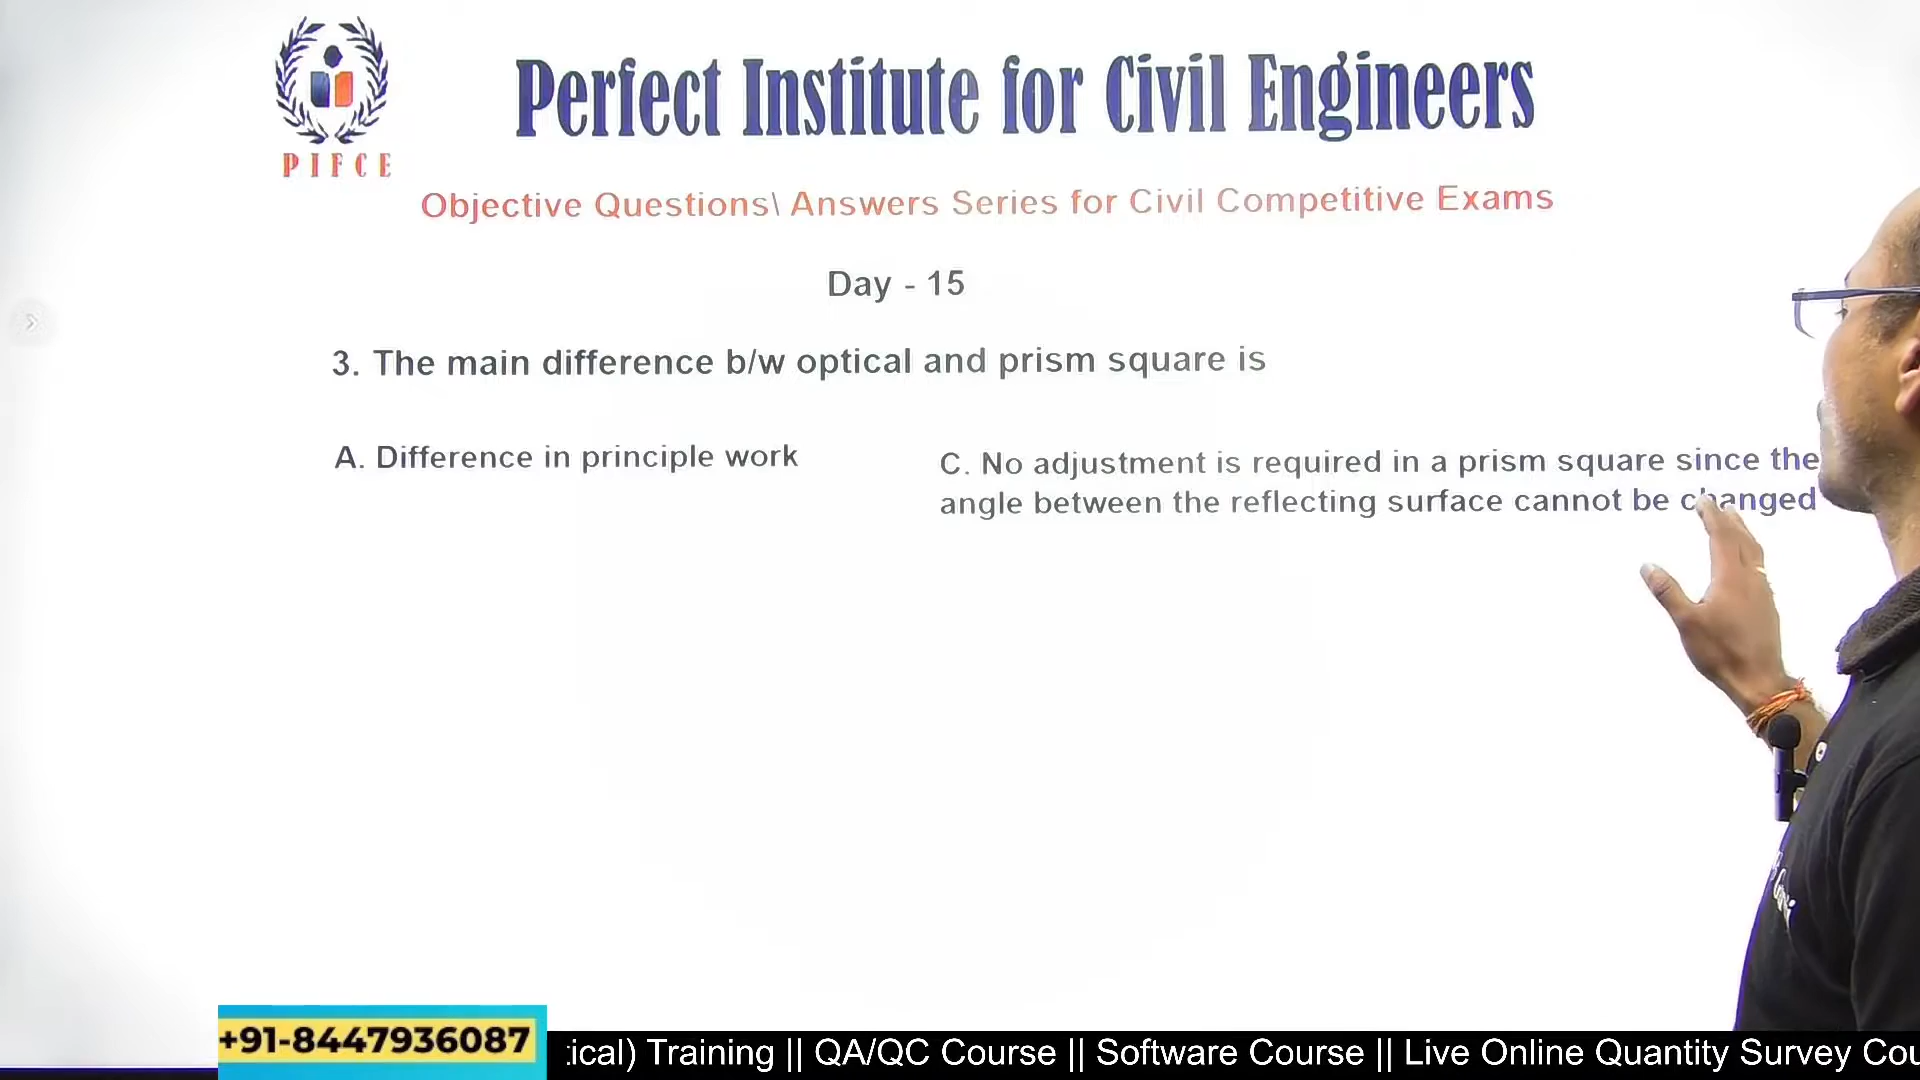 Perfect Institute for Civil Engineers
PIFCE
Objective Questions\ Answers Series for Civil Competitive Exams
Day - 15
3. The main difference b/w optical and prism square is
A. Difference in principle work
C. No adjustment is required in a prism square since the
angle between the reflecting surface cannot be changed
+91-8447936087
ical) Training || QA/QC Course || Software Course || Live Online Quantity Survey Cou